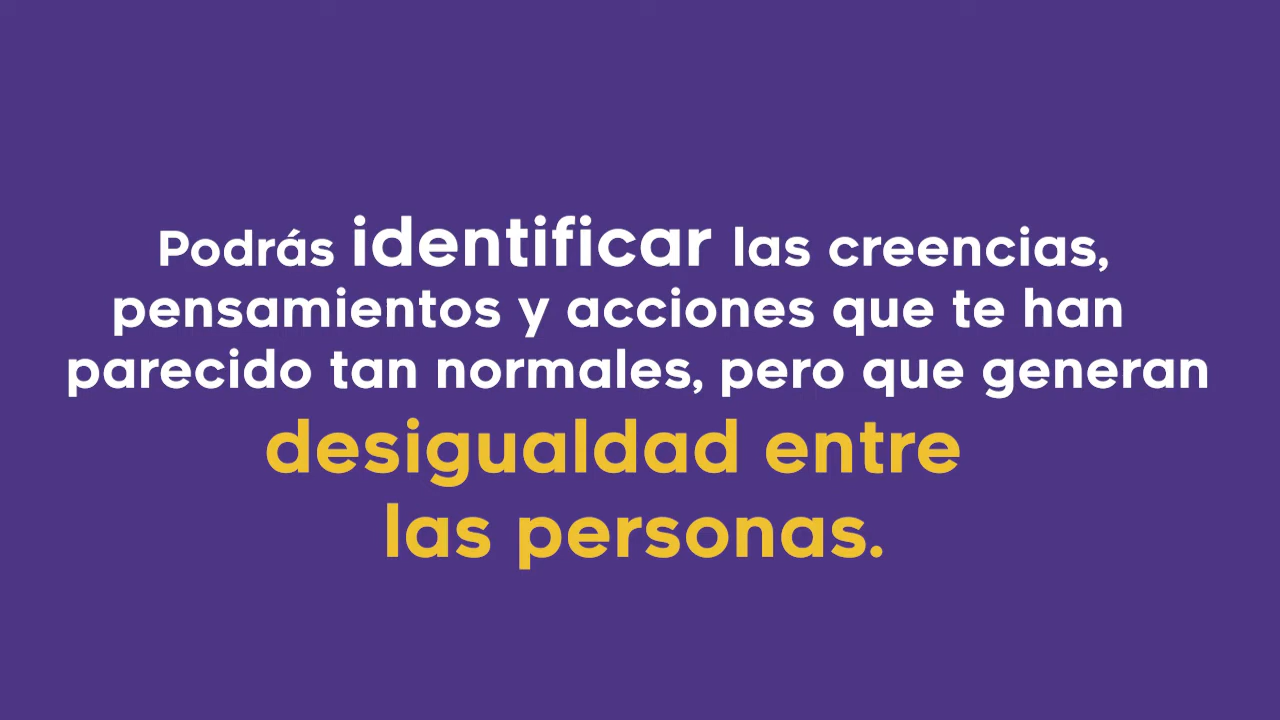 Podrás identificar las creencias,
pensamientos y acciones que te han
parecido tan normales, pero que generan
desigualdad entre
las personas.